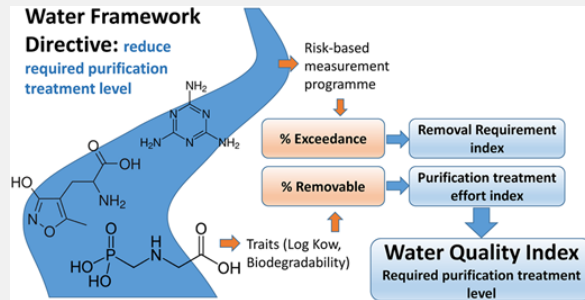 Water Framework
Directive: reduce
required purification
treatment level
Risk-based
measurement
programme
% Exceedance
Removal Requirement
index
% Removable
Purification treatment
effort index
Traits (Log Kow,
Biodegradability)
Water Quality Index
Required purification treatment
level
NH2
N
N
H2N
N
NH2
O
OH
HO
NH2
N
O
O
HO
P
OH
H
N
O
OH